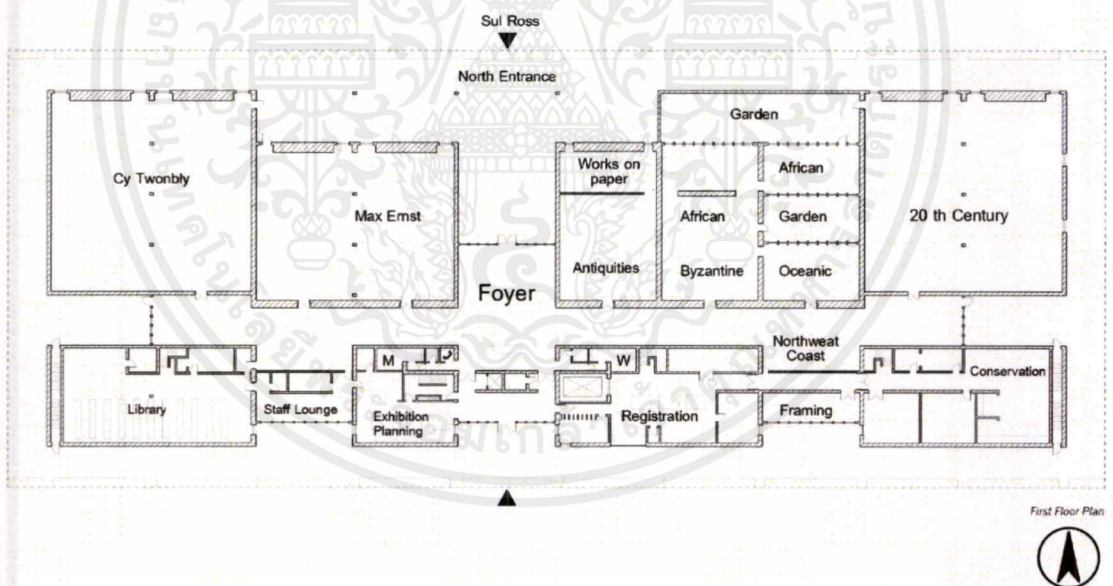 Sul Ross
North Entrance
Garden
Cy Twonbly
Works on
paper
African
Max Ernst
African
Garden
20 th Century
Antiquities
Byzantine
Oceanic
Foyer
Northweat
Coast
M
W
Conservation
Library
Staff Lounge
Exhibition
Planning
Registration
Framing
First Floor Plan